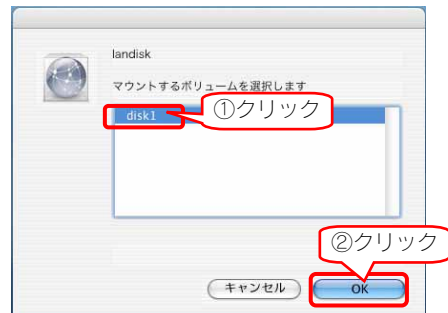 landisk
マウントするボリュームを選択します
disk1
①クリック
②クリック
キャンセル
OK